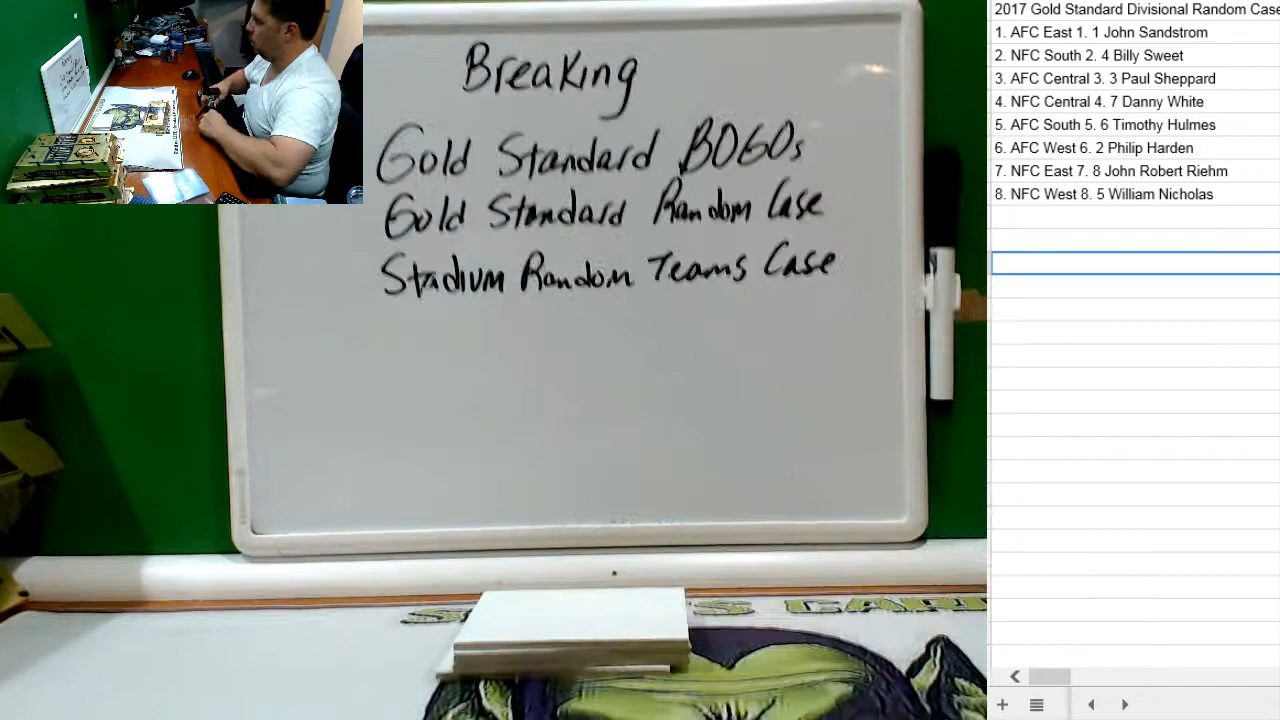 Breaking
Gold Standard BOGOs
Gold Standard Random Case
Stadium Random Teams Case
2017 Gold Standard Divisional Random Case
1. AFC East 1. 1 John Sandstrom
2. NFC South 2. 4 Billy Sweet
3. AFC Central 3. 3 Paul Sheppard
4. NFC Central 4. 7 Danny White
5. AFC South 5. 6 Timothy Hulmes
6. AFC West 6. 2 Philip Harden
7. NFC East 7. 8 John Robert Riehm
8. NFC West 8. 5 William Nicholas